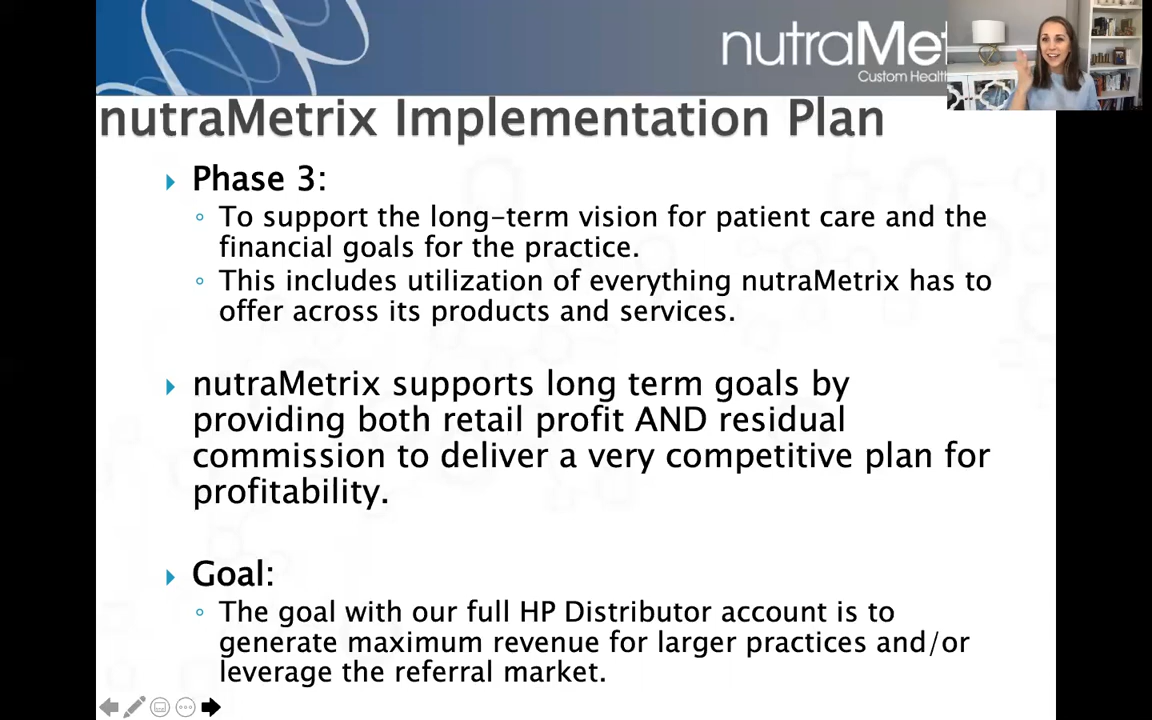 nutraMet
Custom Healt
nutraMetrix Implementation Plan
Phase 3:
To support the long-term vision for patient care and the
financial goals for the practice.
This includes utilization of everything nutraMetrix has to
offer across its products and services.
nutraMetrix supports long term goals by
providing both retail profit AND residual
commission to deliver a very competitive plan for
profitability.
Goal:
The goal with our full HP Distributor account is to
generate maximum revenue for larger practices and/or
leverage the referral market.